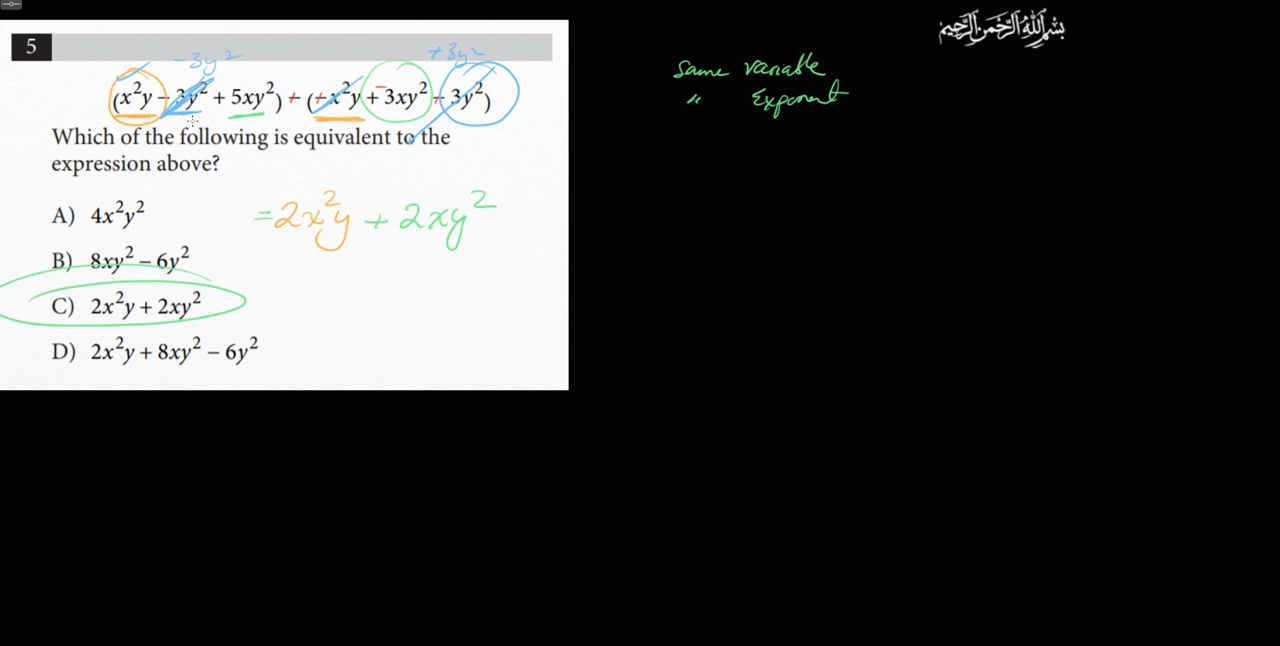 بسم الله الرحمن الرحيم
5
−3y² +3y²
(x²y − 3y² + 5xy²) + (+x²y + −3xy² + 3y²)
Which of the following is equivalent to the
expression above?
A) 4x²y²
B) 8xy² − 6y²
C) 2x²y + 2xy²
D) 2x²y + 8xy² − 6y²
= 2x²y + 2xy²
Same variable
" Exponent